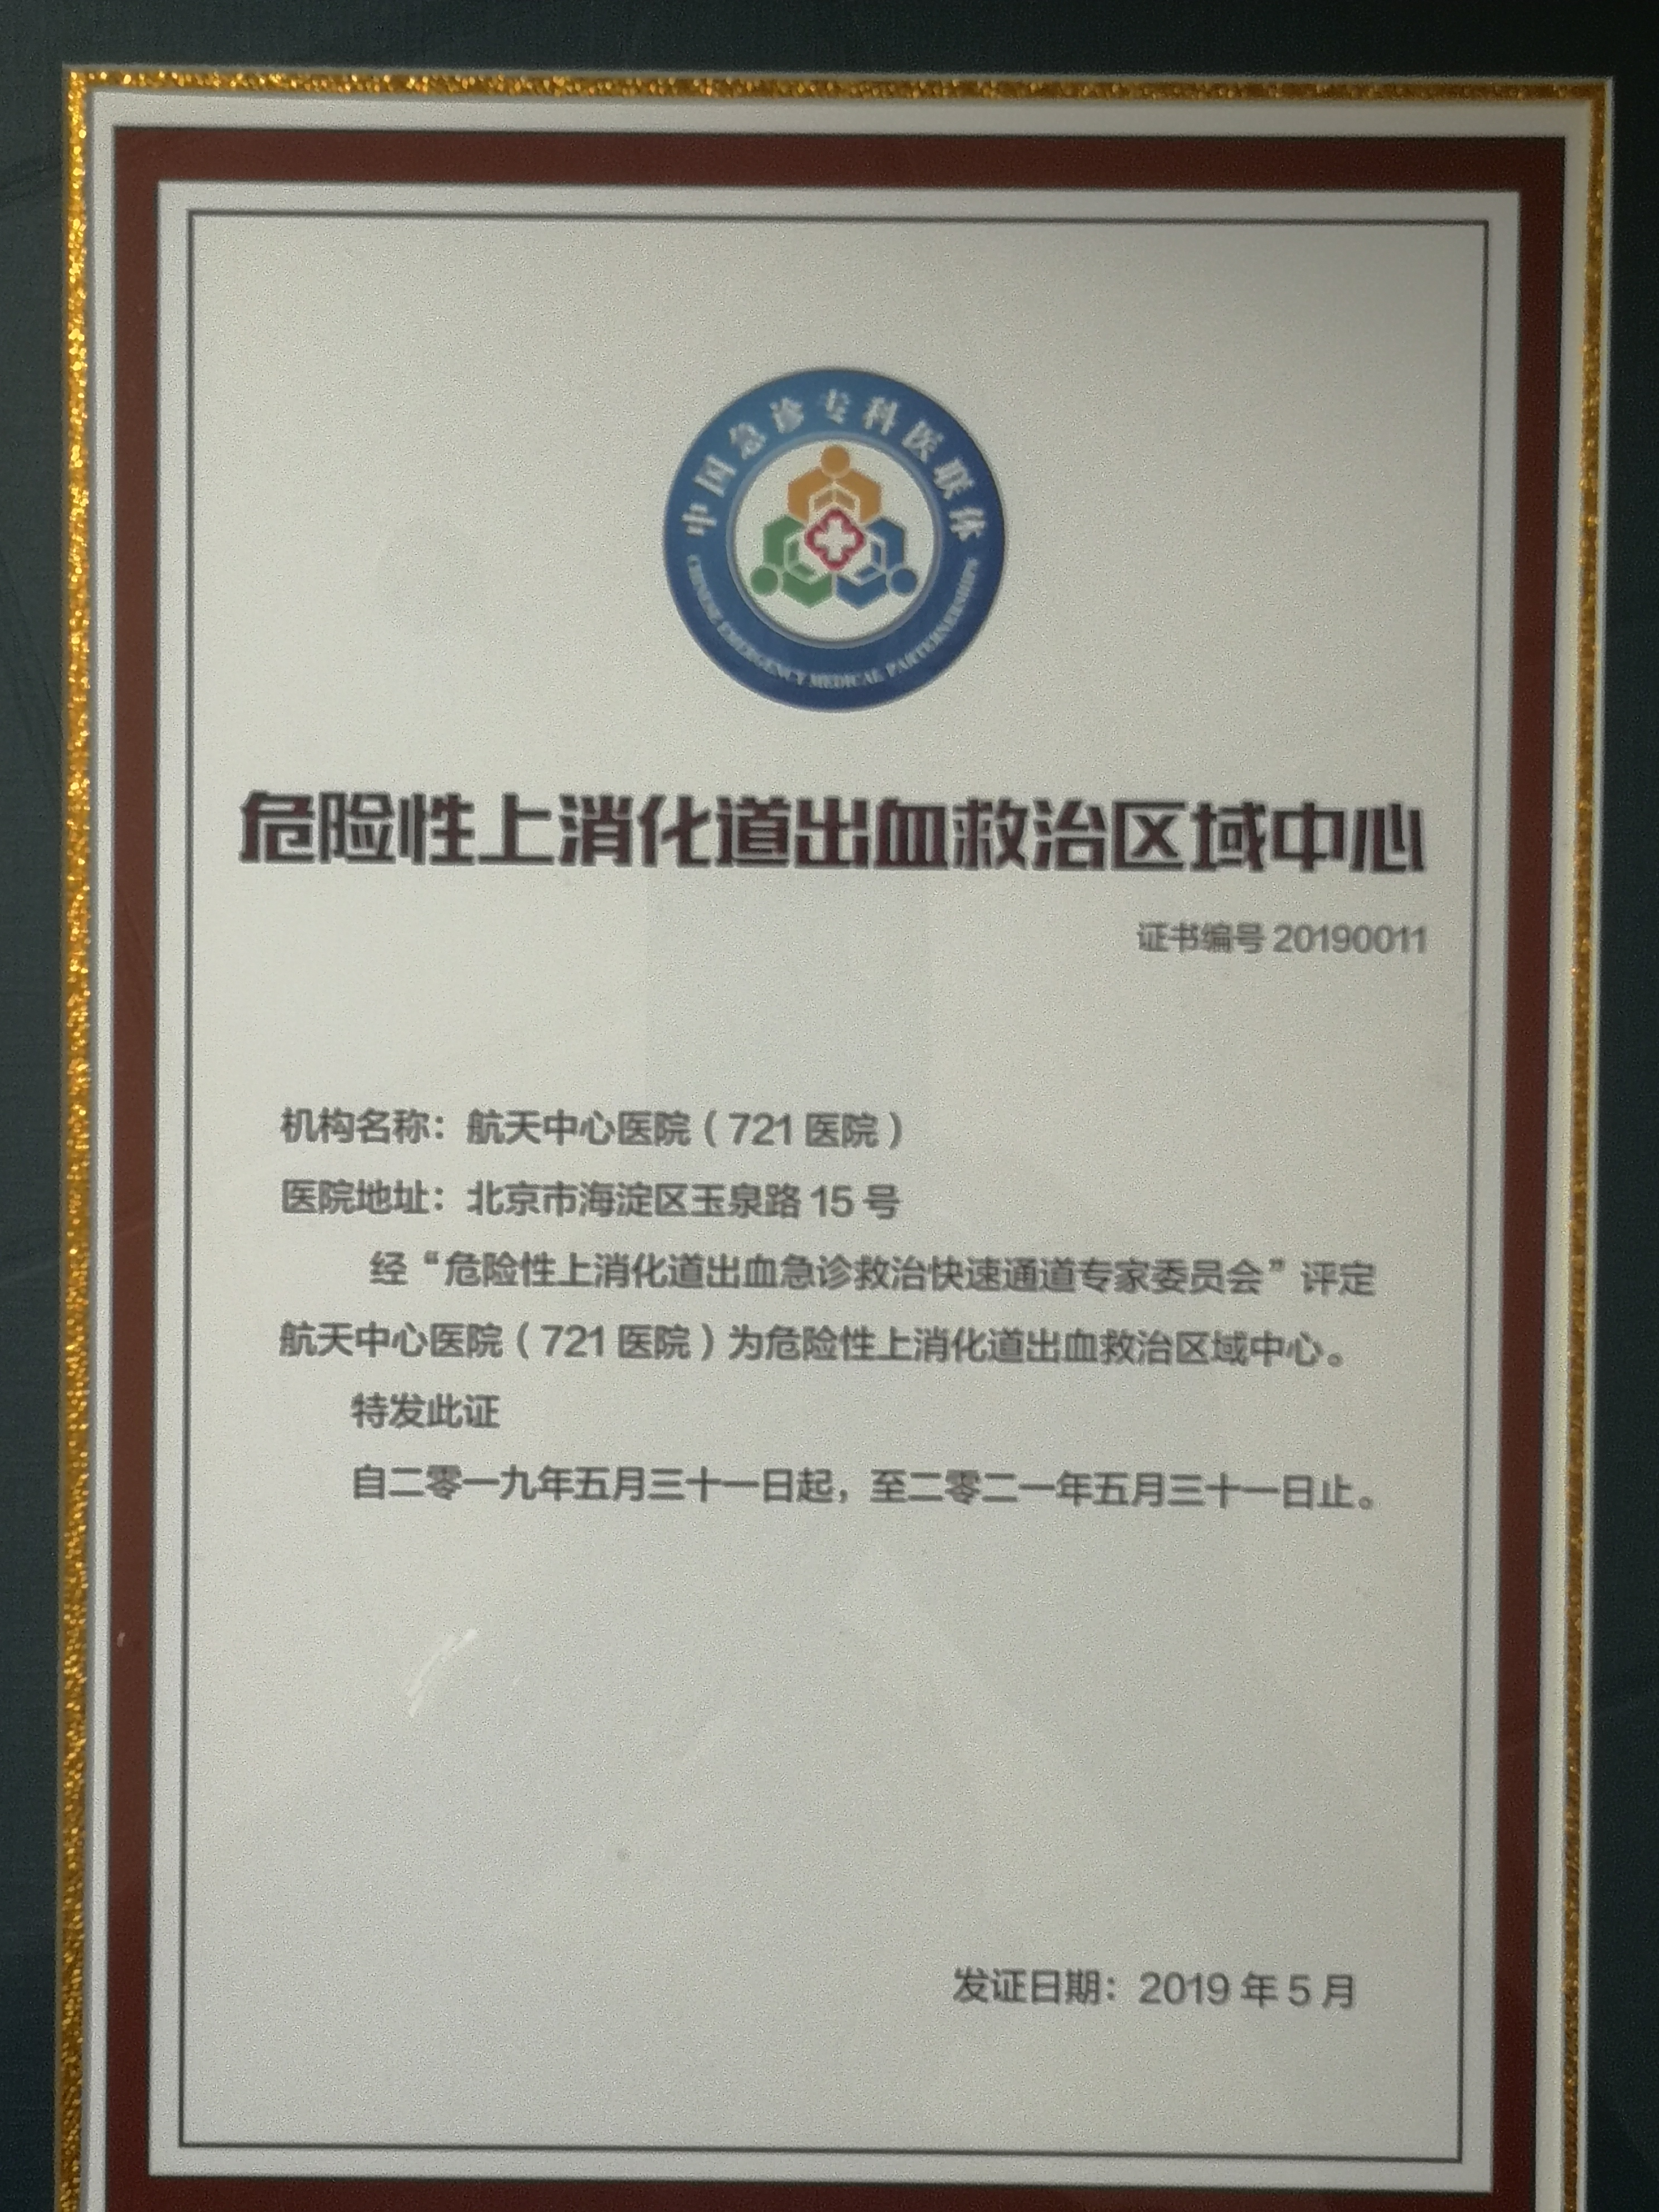 中国急诊专科医联体
CHINESE EMERGENCY MEDICAL PARTERNERSHIPS
危险性上消化道出血救治区域中心
证书编号 20190011
机构名称：航天中心医院（721 医院）
医院地址：北京市海淀区玉泉路 15 号
经“危险性上消化道出血急诊救治快速通道专家委员会”评定
航天中心医院（721 医院）为危险性上消化道出血救治区域中心。
特发此证
自二零一九年五月三十一日起，至二零二一年五月三十一日止。
发证日期：2019 年 5 月